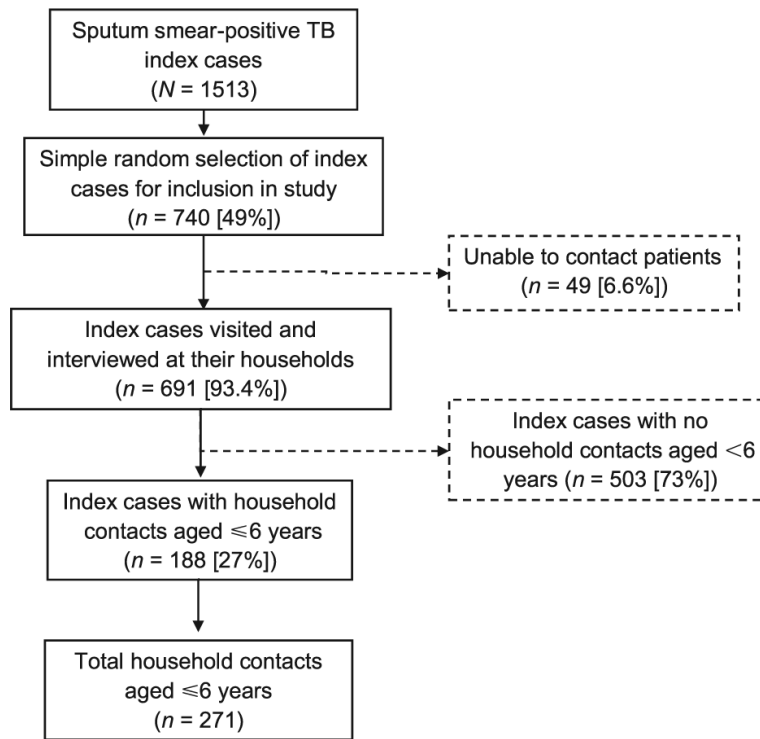 Sputum smear-positive TB
index cases
(N = 1513)
Simple random selection of index
cases for inclusion in study
(n = 740 [49%])
Unable to contact patients
(n = 49 [6.6%])
Index cases visited and
interviewed at their households
(n = 691 [93.4%])
Index cases with no
household contacts aged <6
years (n = 503 [73%])
Index cases with household
contacts aged ⩽6 years
(n = 188 [27%])
Total household contacts
aged ⩽6 years
(n = 271)